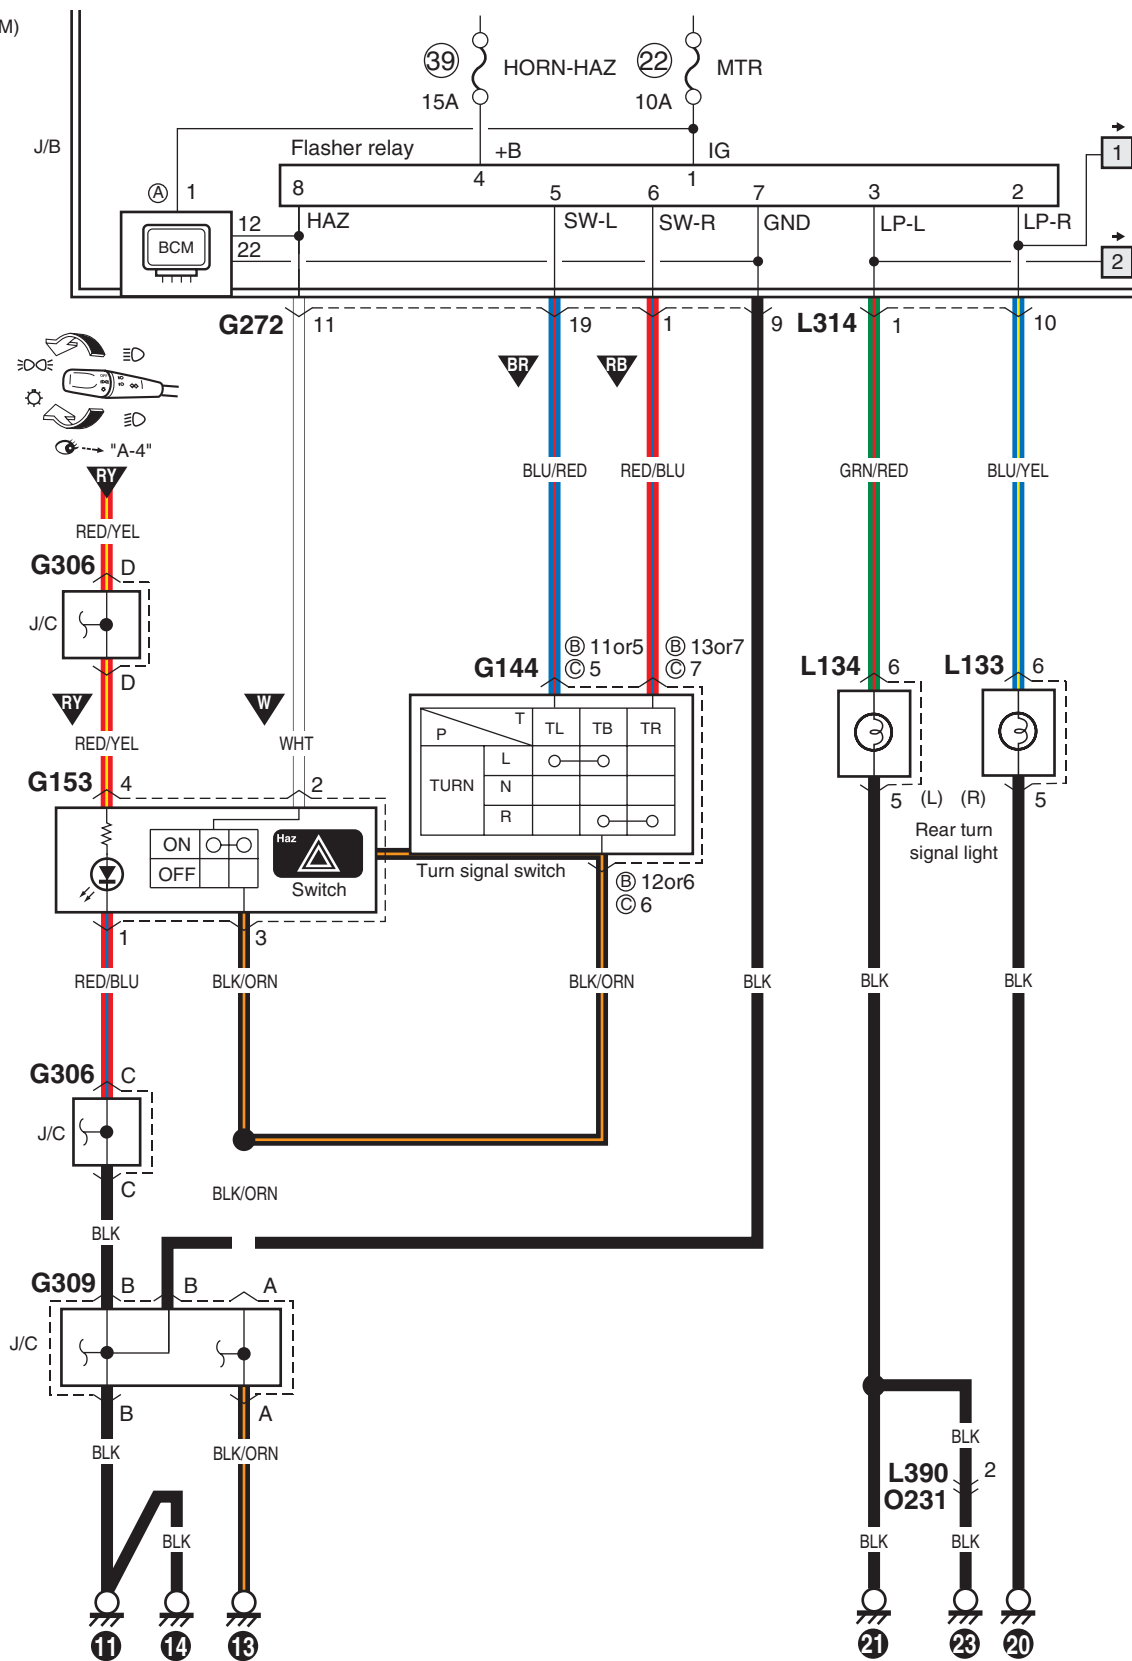 M)
39
HORN-HAZ
22
MTR
15A
10A
J/B
Flasher relay
+B
IG
A 1
8
4
5
6
1
7
3
2
1
HAZ
SW-L
SW-R
GND
LP-L
LP-R
12
BCM
22
2
G272
11
19
1
9
L314
1
10
BR
RB
OFF
"A-4"
RY
BLU/RED
RED/BLU
GRN/RED
BLU/YEL
RED/YEL
G306
D
J/C
B 11or5
C 5
B 13or7
C 7
G144
L134
6
L133
6
D
RY
W
T
P
TL
TB
TR
RED/YEL
WHT
L
TURN
N
R
G153
4
2
5
(L)
(R)
5
Rear turn
signal light
ON
OFF
Haz
Switch
Turn signal switch
B 12or6
C 6
1
3
RED/BLU
BLK/ORN
BLK/ORN
BLK
BLK
BLK
G306
C
J/C
C
BLK/ORN
BLK
G309
B
B
A
J/C
B
A
BLK
BLK/ORN
BLK
L390
2
O231
BLK
BLK
BLK
11
14
13
21
23
20